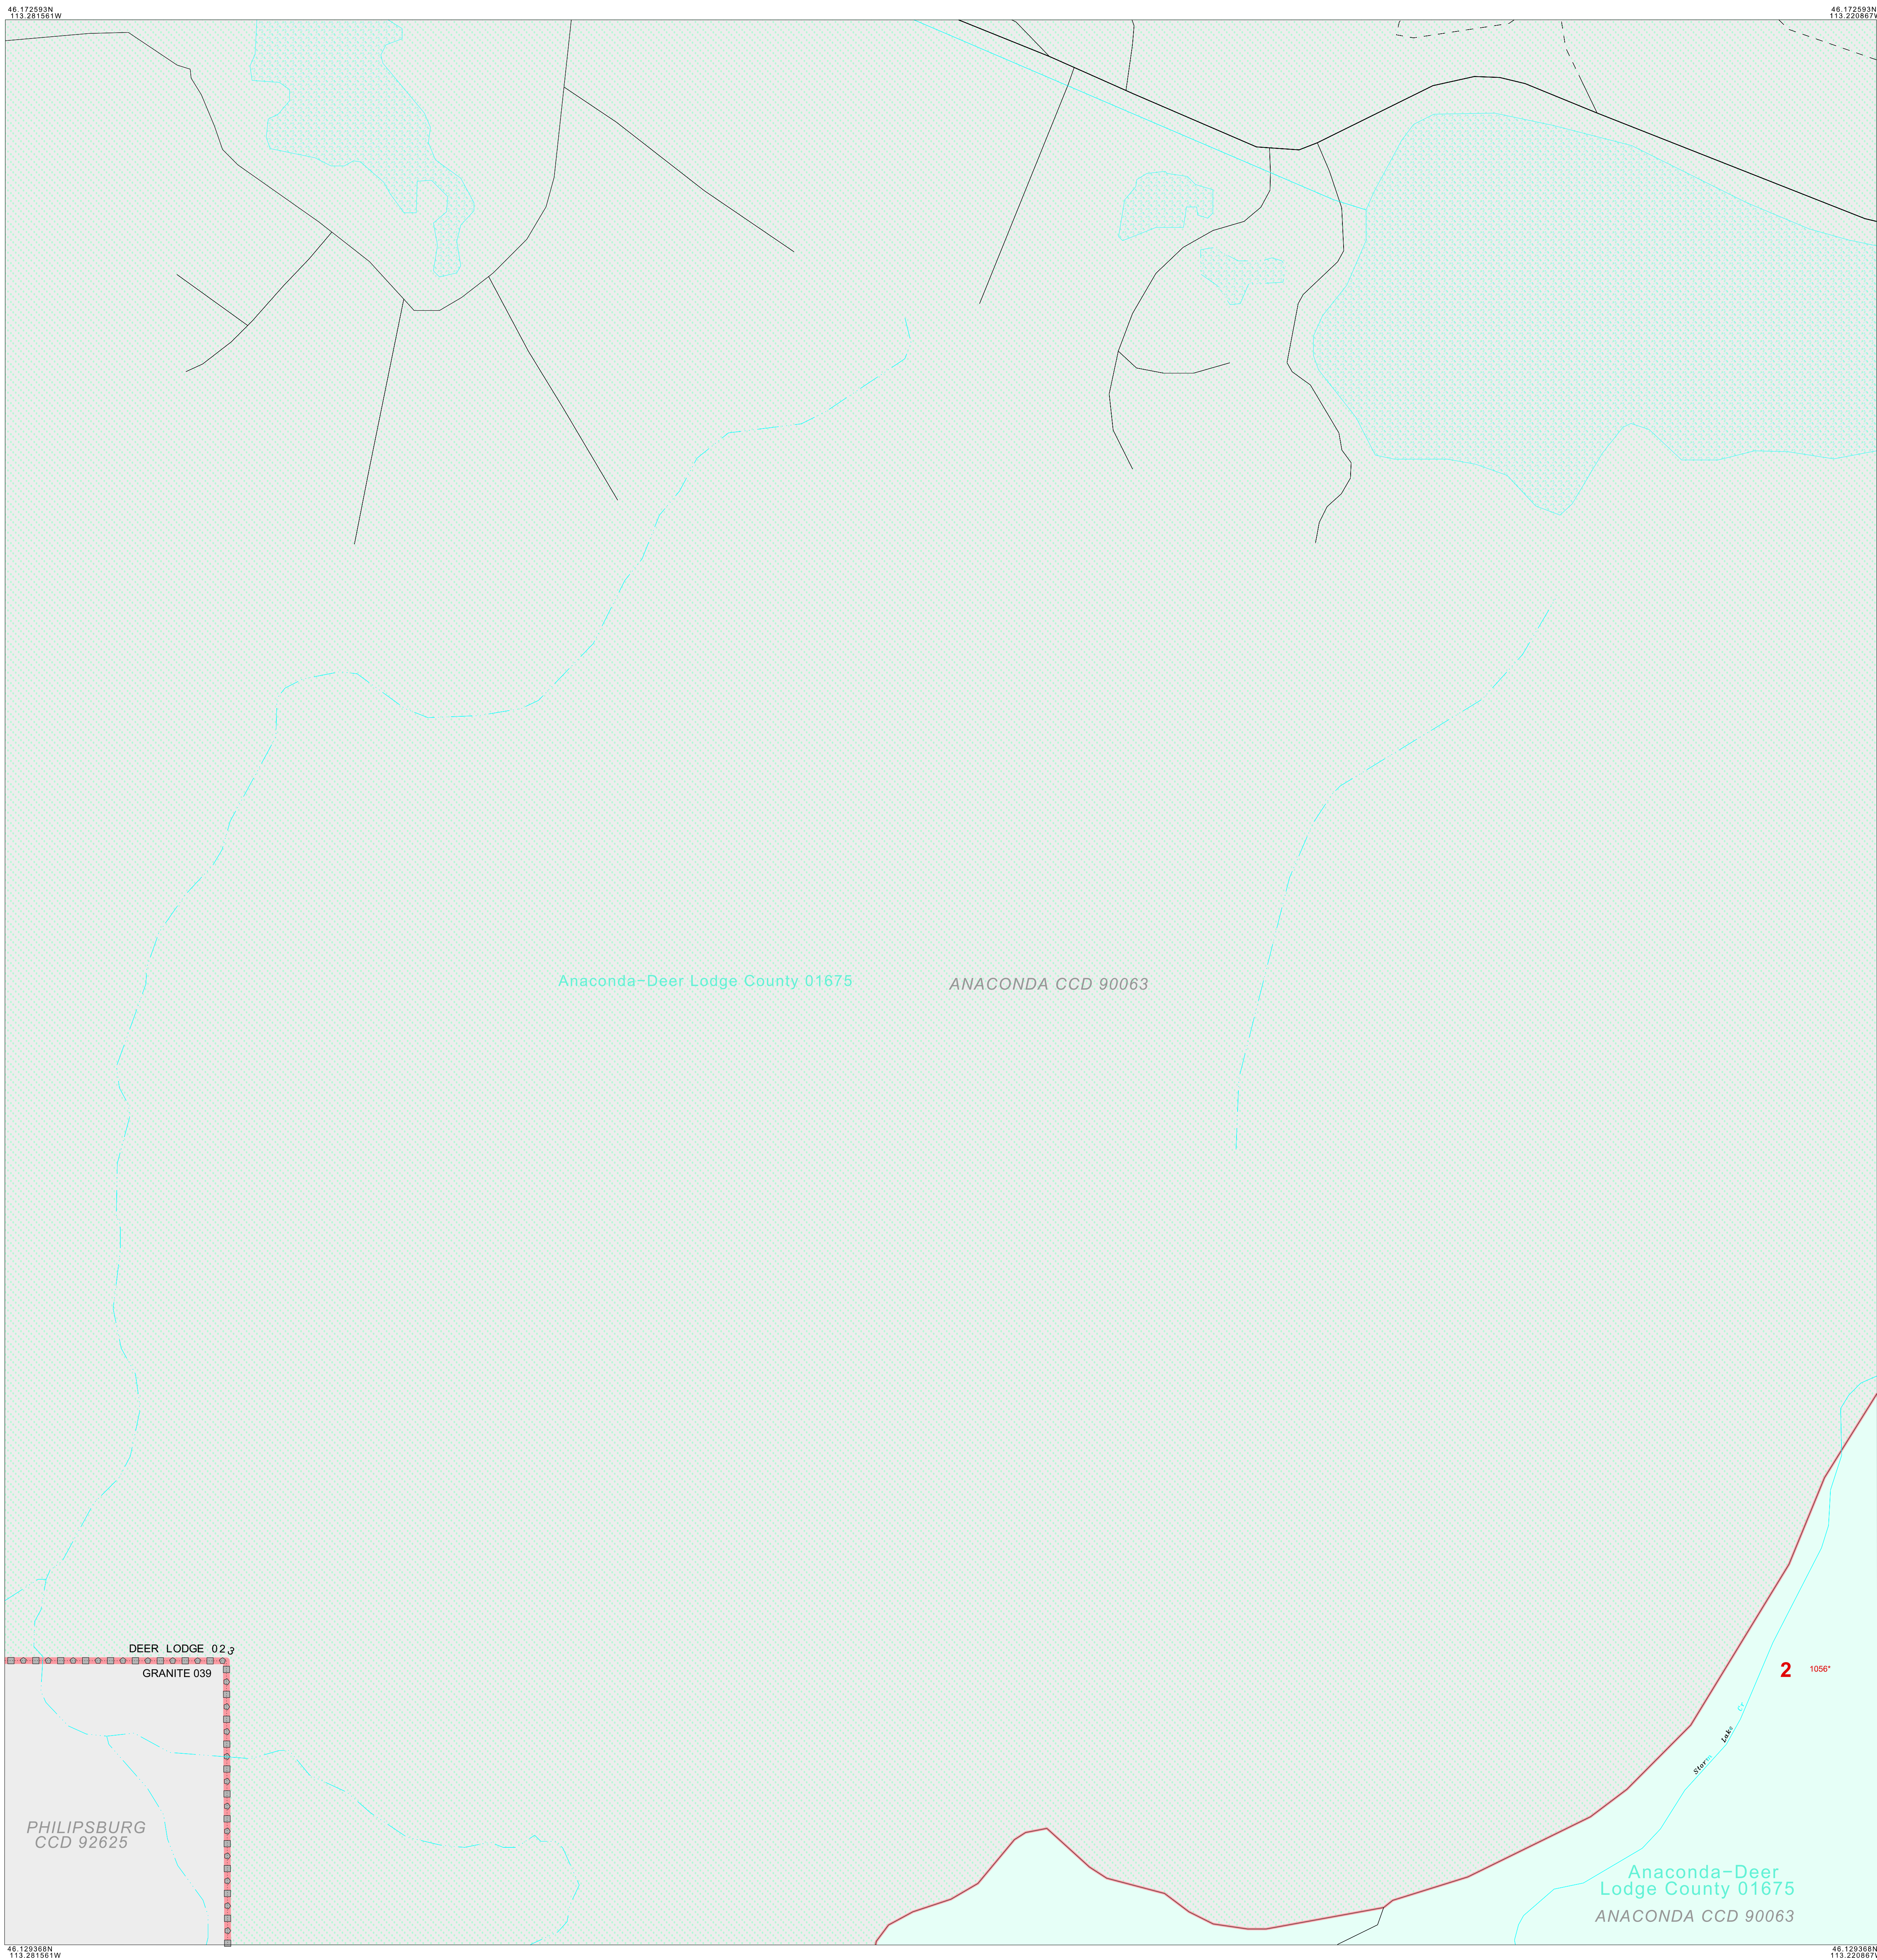 46.172593N
113.281561W
46.172593N
113.220867W
Anaconda-Deer Lodge County 01675
ANACONDA CCD 90063
DEER LODGE 023
GRANITE 039
2 1056*
Storm Lake
PHILIPSBURG
CCD 92625
Anaconda-Deer
Lodge County 01675
ANACONDA CCD 90063
46.129368N
113.281561W
46.129368N
113.220867W